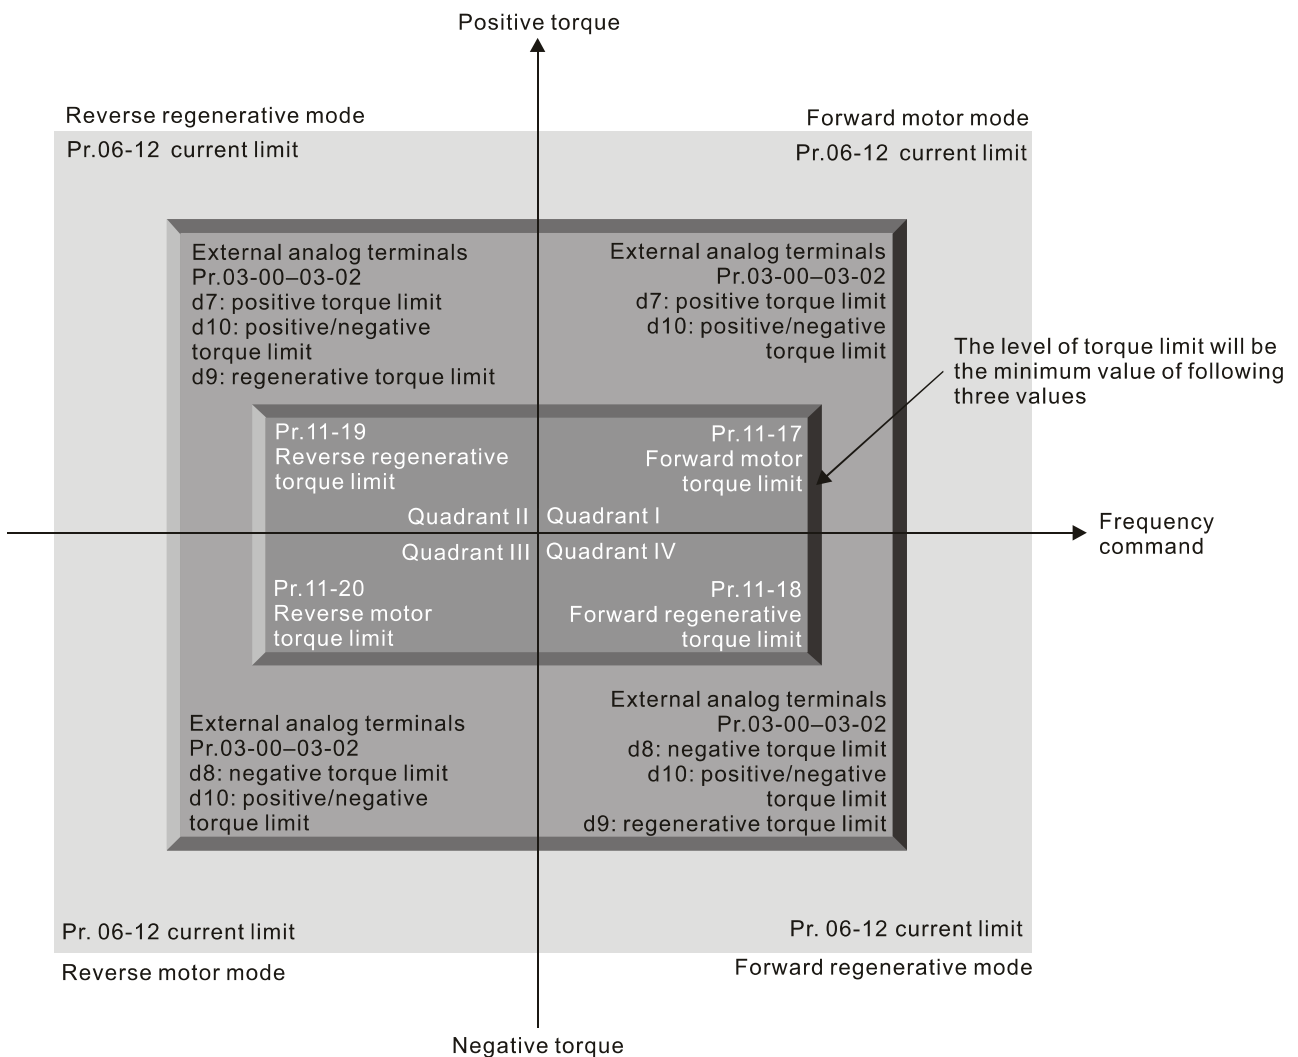 Positive torque
Reverse regenerative mode
Forward motor mode
Pr.06-12 current limit
Pr.06-12 current limit
External analog terminals
Pr.03-00–03-02
d7: positive torque limit
d10: positive/negative
torque limit
d9: regenerative torque limit
External analog terminals
Pr.03-00–03-02
d7: positive torque limit
d10: positive/negative
torque limit
The level of torque limit will be
the minimum value of following
three values
Pr.11-19
Reverse regenerative
torque limit
Pr.11-17
Forward motor
torque limit
Quadrant II
Quadrant I
Frequency
command
Quadrant III
Quadrant IV
Pr.11-20
Reverse motor
torque limit
Pr.11-18
Forward regenerative
torque limit
External analog terminals
Pr.03-00–03-02
d8: negative torque limit
d10: positive/negative
torque limit
External analog terminals
Pr.03-00–03-02
d8: negative torque limit
d10: positive/negative
torque limit
d9: regenerative torque limit
Pr. 06-12 current limit
Pr. 06-12 current limit
Reverse motor mode
Forward regenerative mode
Negative torque